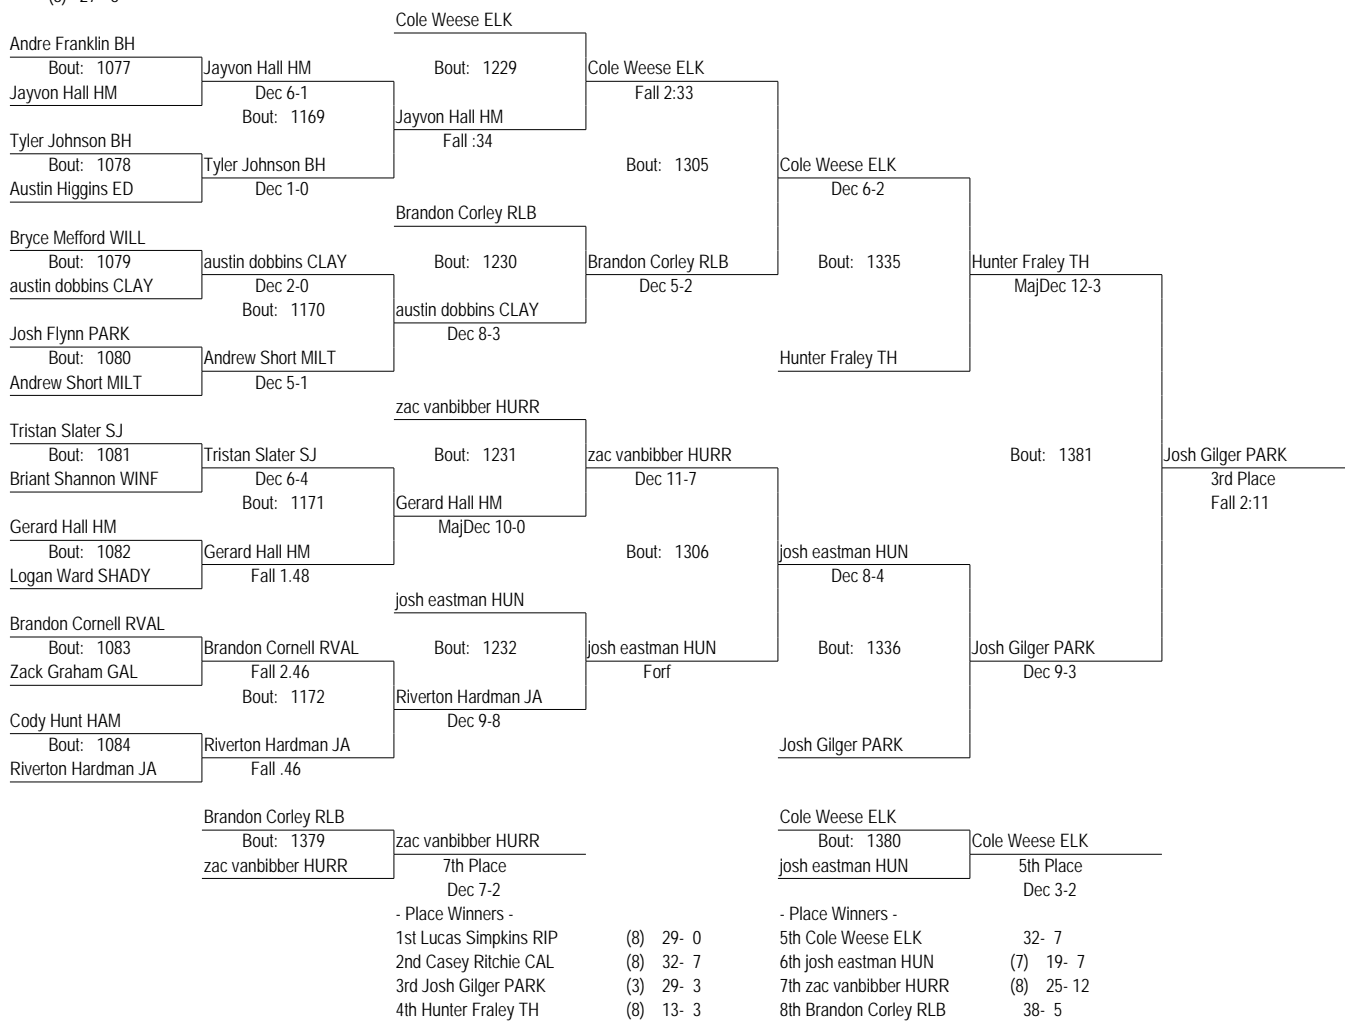 Cole Weese ELK
Andre Franklin BH
Bout: 1077 Jayvon Hall HM Bout: 1229 Cole Weese ELK
Jayvon Hall HM Dec 6-1 Fall 2:33
Bout: 1169 Jayvon Hall HM
Tyler Johnson BH Fall :34
Bout: 1078 Tyler Johnson BH Bout: 1305 Cole Weese ELK
Austin Higgins ED Dec 1-0 Dec 6-2
Brandon Corley RLB
Bryce Mefford WILL
Bout: 1079 austin dobbins CLAY Bout: 1230 Brandon Corley RLB Bout: 1335 Hunter Fraley TH
austin dobbins CLAY Dec 2-0 Dec 5-2 MajDec 12-3
Bout: 1170 austin dobbins CLAY
Josh Flynn PARK Dec 8-3
Bout: 1080 Andrew Short MILT Hunter Fraley TH
Andrew Short MILT Dec 5-1
zac vanbibber HURR
Tristan Slater SJ
Bout: 1081 Tristan Slater SJ Bout: 1231 zac vanbibber HURR Bout: 1381 Josh Gilger PARK
Briant Shannon WINF Dec 6-4 Dec 11-7 3rd Place
Bout: 1171 Gerard Hall HM Fall 2:11
Gerard Hall HM MajDec 10-0
Bout: 1082 Gerard Hall HM Bout: 1306 josh eastman HUN
Logan Ward SHADY Fall 1.48 Dec 8-4
josh eastman HUN
Brandon Cornell RVAL
Bout: 1083 Brandon Cornell RVAL Bout: 1232 josh eastman HUN Bout: 1336 Josh Gilger PARK
Zack Graham GAL Fall 2.46 Forf Dec 9-3
Bout: 1172 Riverton Hardman JA
Cody Hunt HAM Dec 9-8
Bout: 1084 Riverton Hardman JA Josh Gilger PARK
Riverton Hardman JA Fall .46
Brandon Corley RLB Cole Weese ELK
Bout: 1379 zac vanbibber HURR Bout: 1380 Cole Weese ELK
zac vanbibber HURR 7th Place josh eastman HUN 5th Place
Dec 7-2 Dec 3-2
- Place Winners - - Place Winners -
1st Lucas Simpkins RIP (8) 29- 0 5th Cole Weese ELK 32- 7
2nd Casey Ritchie CAL (8) 32- 7 6th josh eastman HUN (7) 19- 7
3rd Josh Gilger PARK (3) 29- 3 7th zac vanbibber HURR (8) 25- 12
4th Hunter Fraley TH (8) 13- 3 8th Brandon Corley RLB 38- 5